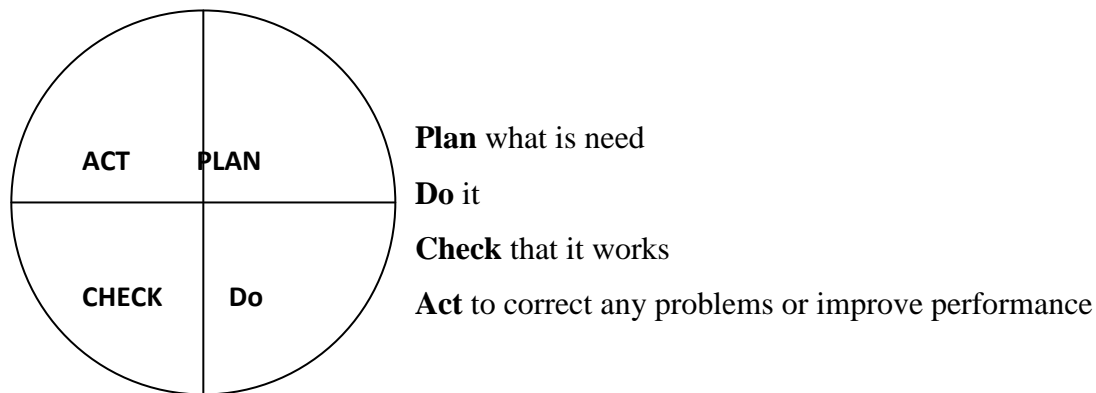 ACT PLAN
CHECK Do
Plan what is need
Do it
Check that it works
Act to correct any problems or improve performance